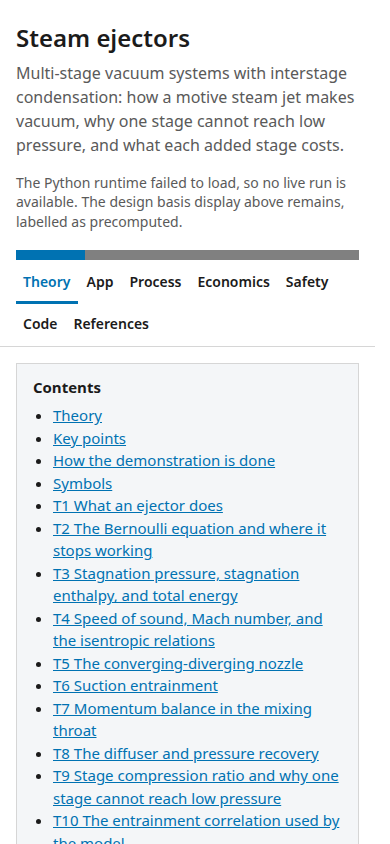 Steam ejectors
Multi-stage vacuum systems with interstage
condensation: how a motive steam jet makes
vacuum, why one stage cannot reach low
pressure, and what each added stage costs.
The Python runtime failed to load, so no live run is
available. The design basis display above remains,
labelled as precomputed.
Theory App Process Economics Safety
Code References
Contents
Theory
Key points
How the demonstration is done
Symbols
T1 What an ejector does
T2 The Bernoulli equation and where it
stops working
T3 Stagnation pressure, stagnation
enthalpy, and total energy
T4 Speed of sound, Mach number, and
the isentropic relations
T5 The converging-diverging nozzle
T6 Suction entrainment
T7 Momentum balance in the mixing
throat
T8 The diffuser and pressure recovery
T9 Stage compression ratio and why one
stage cannot reach low pressure
T10 The entrainment correlation used by
the model